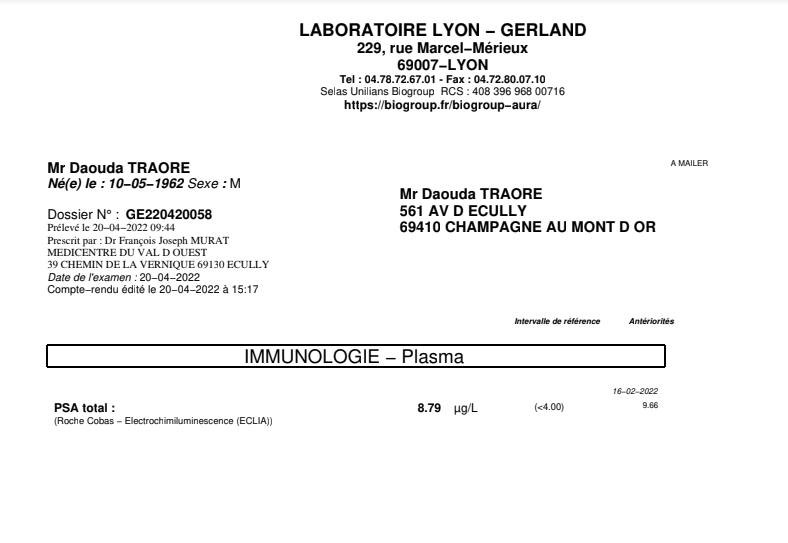 LABORATOIRE LYON – GERLAND
229, rue Marcel–Mérieux
69007–LYON
Tel : 04.78.72.67.01 - Fax : 04.72.80.07.10
Selas Unilians Biogroup RCS : 408 396 968 00716
https://biogroup.fr/biogroup–aura/
A MAILER
Mr Daouda TRAORE
Né(e) le : 10–05–1962 Sexe : M
Mr Daouda TRAORE
561 AV D ECULLY
69410 CHAMPAGNE AU MONT D OR
Dossier N° : GE220420058
Prélevé le 20–04–2022 09:44
Prescrit par : Dr François Joseph MURAT
MEDICENTRE DU VAL D OUEST
39 CHEMIN DE LA VERNIQUE 69130 ECULLY
Date de l'examen : 20–04–2022
Compte–rendu édité le 20–04–2022 à 15:17
Intervalle de référence Antériorités
IMMUNOLOGIE – Plasma
16–02–2022
PSA total : 8.79 µg/L (<4.00) 9.66
(Roche Cobas – Electrochimiluminescence (ECLIA))